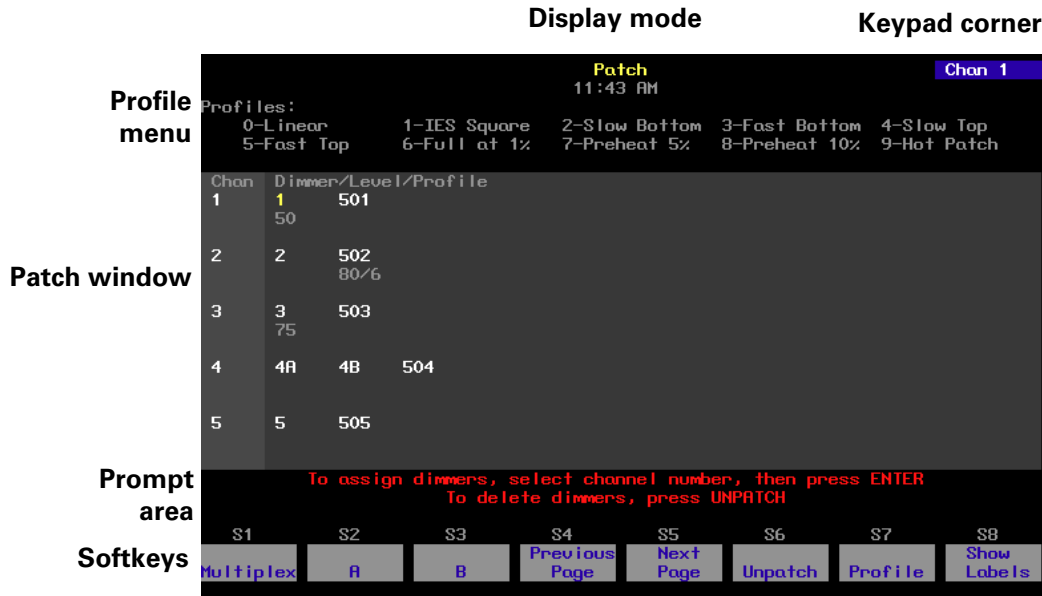 Display mode
Keypad corner
Patch
Chan 1
11:43 AM
Profile menu
Profiles:
0-Linear 1-IES Square 2-Slow Bottom 3-Fast Bottom 4-Slow Top
5-Fast Top 6-Full at 1% 7-Preheat 5% 8-Preheat 10% 9-Hot Patch
Chan Dimmer/Level/Profile
1 1 501
50
2 2 502
80/6
Patch window
3 3 503
75
4 4A 4B 504
5 5 505
Prompt area
To assign dimmers, select channel number, then press ENTER
To delete dimmers, press UNPATCH
S1 S2 S3 S4 S5 S6 S7 S8
Softkeys
Multiplex A B Previous Page Next Page Unpatch Profile Show Labels